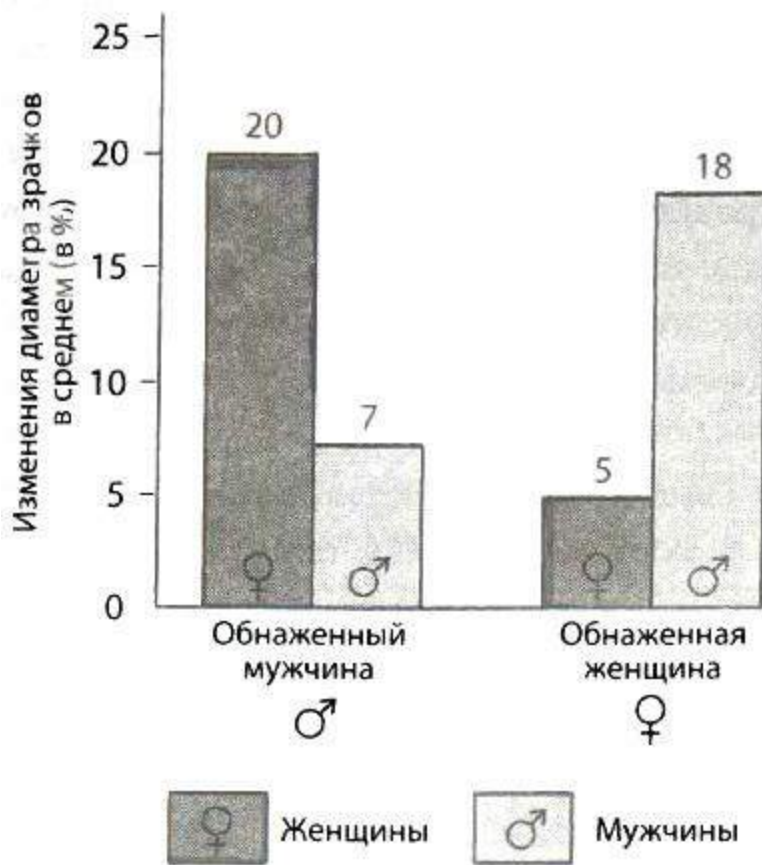 Изменения диаметра зрачков
в среднем (в %)
25
20
15
10
5
0
20
7
5
18
Обнаженный
мужчина
Обнаженная
женщина
Женщины
Мужчины